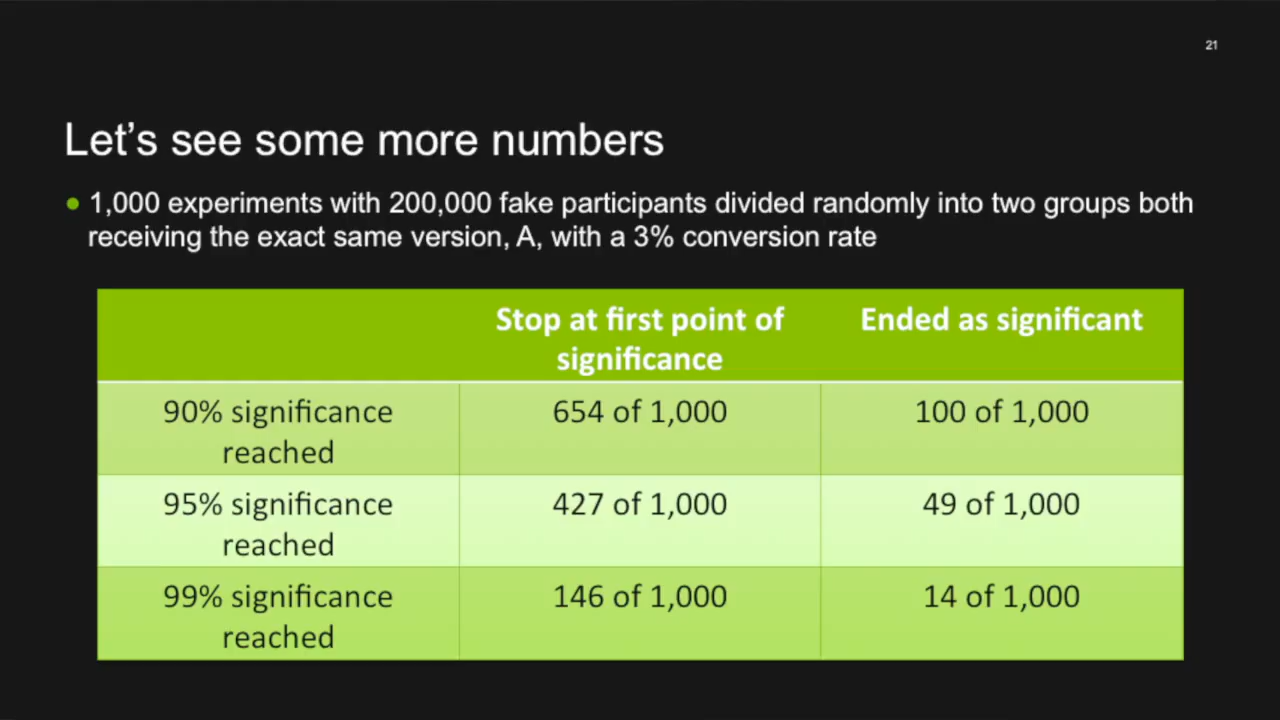 21
Let’s see some more numbers
• 1,000 experiments with 200,000 fake participants divided randomly into two groups both
receiving the exact same version, A, with a 3% conversion rate
Stop at first point of
significance
Ended as significant
90% significance
reached
654 of 1,000
100 of 1,000
95% significance
reached
427 of 1,000
49 of 1,000
99% significance
reached
146 of 1,000
14 of 1,000